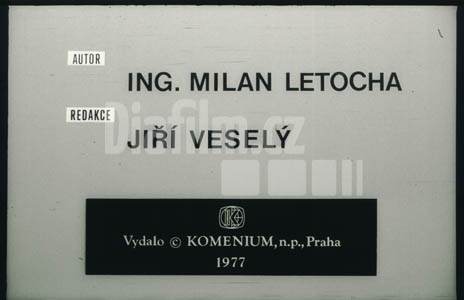 AUTOR
ING. MILAN LETOCHA
REDAKCE
Diafilm.cz
JIŘÍ VESELÝ
Vydalo © KOMENIUM, n.p., Praha
1977